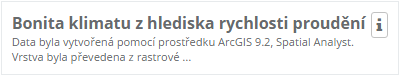 Bonita klimatu z hlediska rychlosti proudění
Data byla vytvořená pomocí prostředku ArcGIS 9.2, Spatial Analyst.
Vrstva byla převedena z rastrové ...